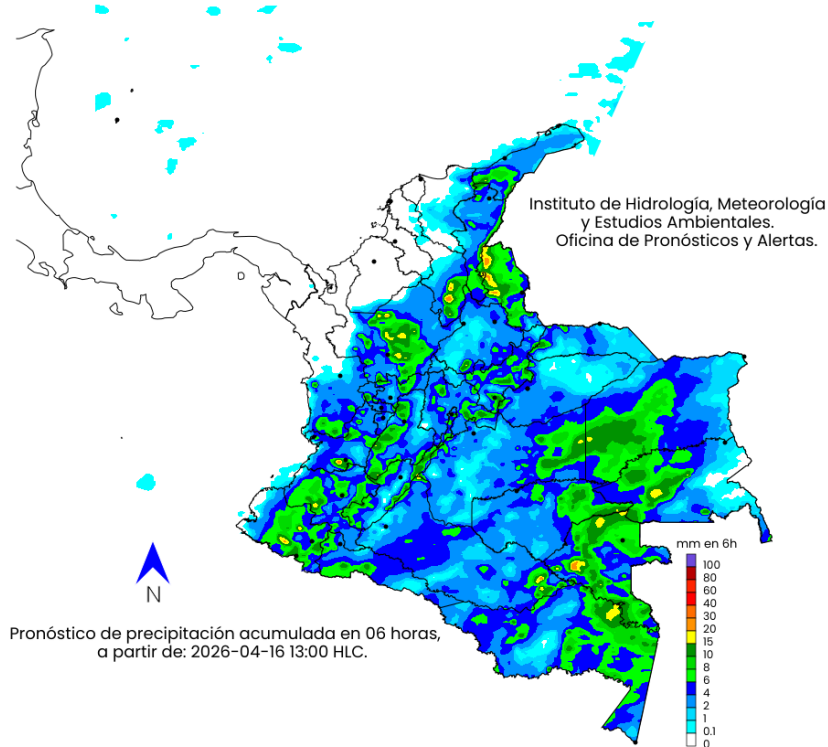 Instituto de Hidrología, Meteorología
y Estudios Ambientales.
Oficina de Pronósticos y Alertas.
mm en 6h
100
80
60
40
30
20
15
10
8
6
4
2
1
0.1
0
N
Pronóstico de precipitación acumulada en 06 horas,
a partir de: 2026-04-16 13:00 HLC.